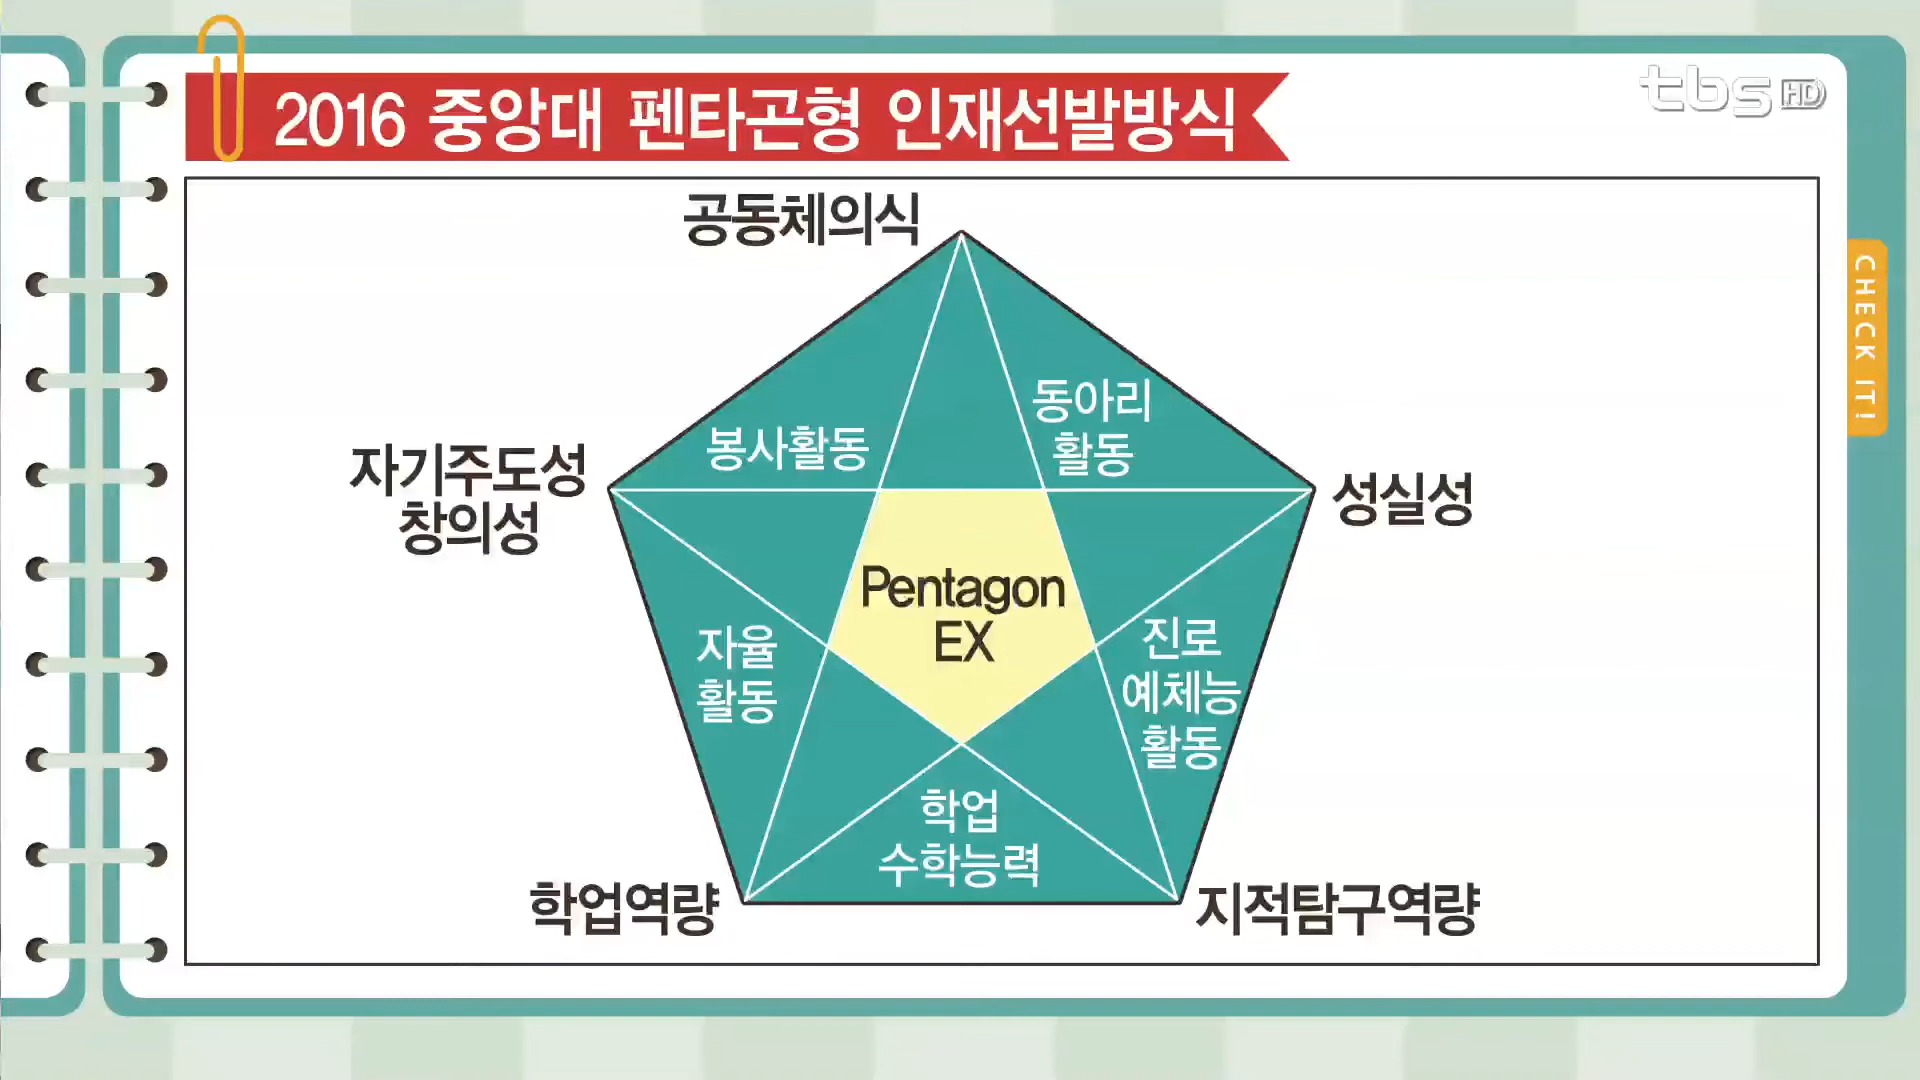 2016 중앙대 펜타곤형 인재선발방식
tbs HD
공동체의식
동아리
활동
봉사활동
자기주도성
창의성
성실성
Pentagon
EX
자율
활동
진로
예체능
활동
학업
수학능력
학업역량
지적탐구역량
CHECK IT!